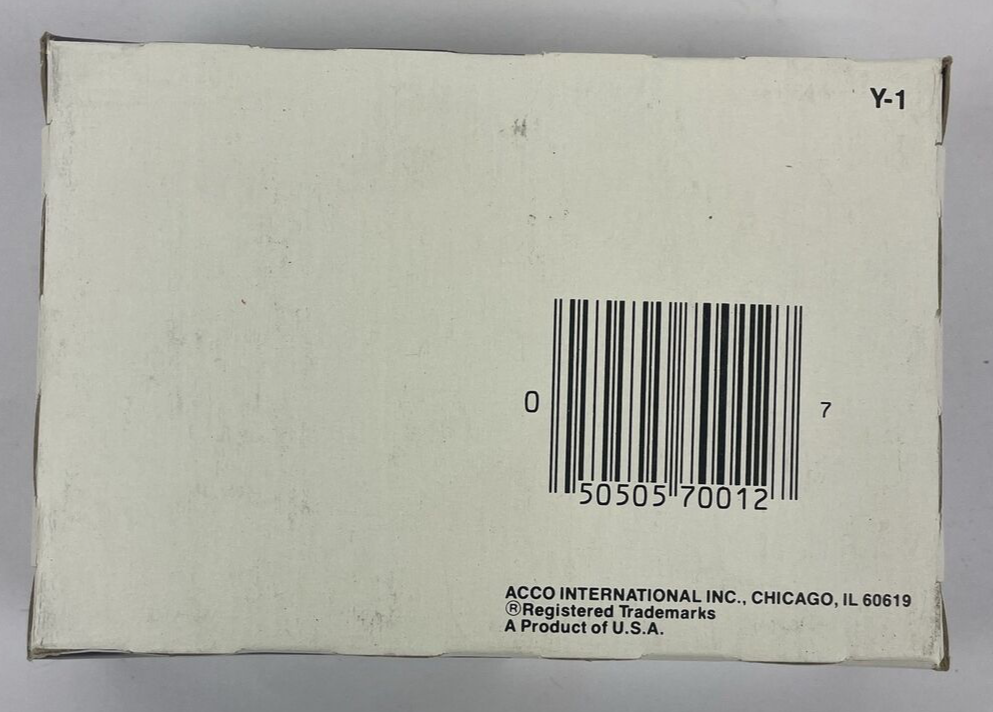 Y-1
0 50505 70012 7
ACCO INTERNATIONAL INC., CHICAGO, IL 60619
®Registered Trademarks
A Product of U.S.A.